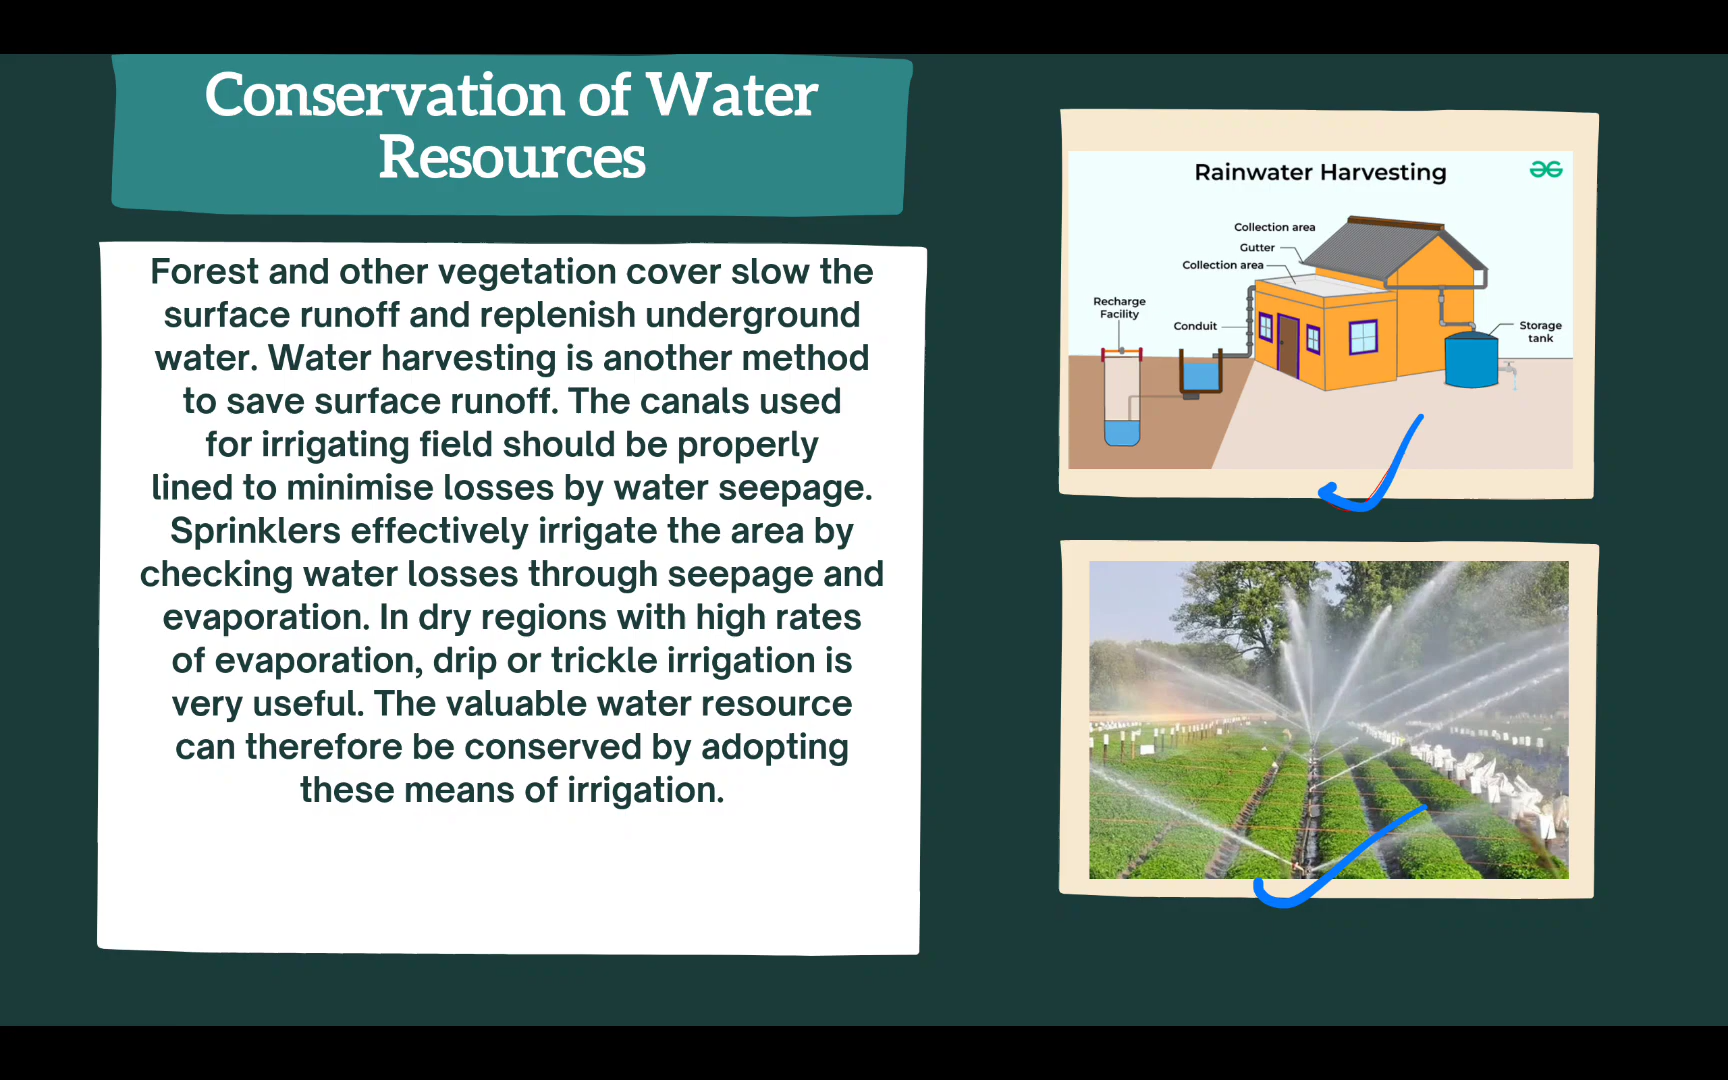 Conservation of Water
Resources
Forest and other vegetation cover slow the
surface runoff and replenish underground
water. Water harvesting is another method
to save surface runoff. The canals used
for irrigating field should be properly
lined to minimise losses by water seepage.
Sprinklers effectively irrigate the area by
checking water losses through seepage and
evaporation. In dry regions with high rates
of evaporation, drip or trickle irrigation is
very useful. The valuable water resource
can therefore be conserved by adopting
these means of irrigation.
Rainwater Harvesting
Collection area
Gutter
Collection area
Recharge
Facility
Conduit
Storage
tank